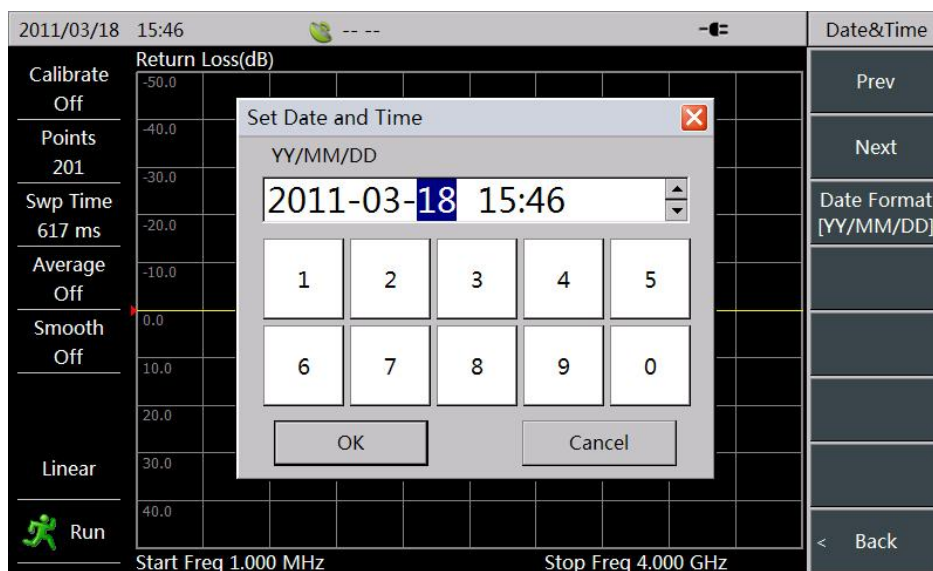 2011/03/18 15:46 -- -- Date&Time
Calibrate
Off
Points
201
Swp Time
617 ms
Average
Off
Smooth
Off
Linear
Run
Return Loss(dB)
-50.0
-40.0
-30.0
-20.0
-10.0
0.0
10.0
20.0
30.0
40.0
Start Freq 1.000 MHz Stop Freq 4.000 GHz
Set Date and Time
YY/MM/DD
2011-03-18 15:46
1 2 3 4 5
6 7 8 9 0
OK Cancel
Prev
Next
Date Format
[YY/MM/DD]
< Back